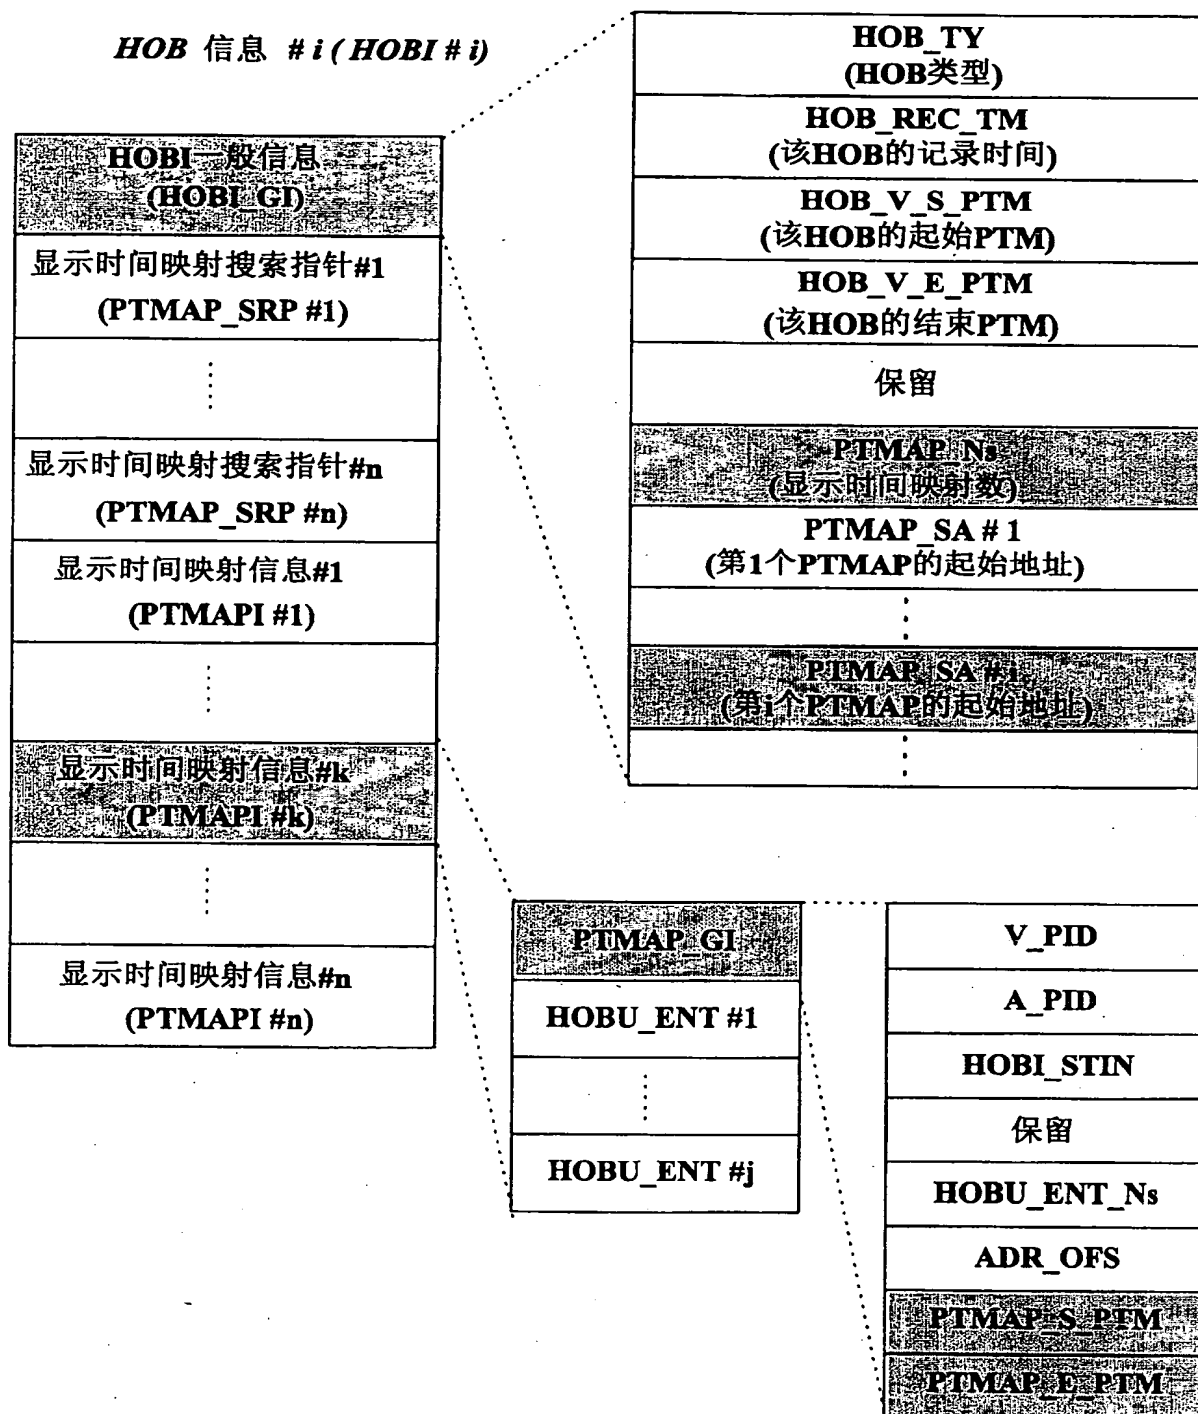 HOB 信息 # i ( HOBI # i)
HOBI一般信息
(HOBI_GI)
显示时间映射搜索指针#1
(PTMAP_SRP #1)
显示时间映射搜索指针#n
(PTMAP_SRP #n)
显示时间映射信息#1
(PTMAPI #1)
显示时间映射信息#k
(PTMAPI #k)
显示时间映射信息#n
(PTMAPI #n)
HOB_TY
(HOB类型)
HOB_REC_TM
(该HOB的记录时间)
HOB_V_S_PTM
(该HOB的起始PTM)
HOB_V_E_PTM
(该HOB的结束PTM)
保留
PTMAP_Ns
(显示时间映射数)
PTMAP_SA # 1
(第1个PTMAP的起始地址)
PTMAP_SA # i
(第i个PTMAP的起始地址)
PTMAP_GI
HOBU_ENT #1
HOBU_ENT #j
V_PID
A_PID
HOBI_STIN
保留
HOBU_ENT_Ns
ADR_OFS
PTMAP_S_PTM
PTMAP_E_PTM